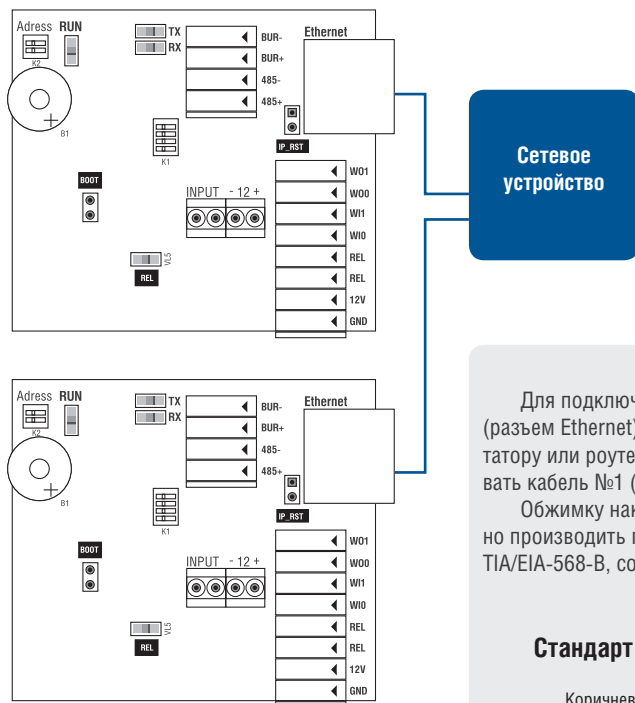 Adress RUN
K2
B1
TX
RX
BUR-
BUR+
485-
485+
Ethernet
IP_RST
K1
BOOT
INPUT - 12 +
VL5
REL
WO1
WO0
WI1
WI0
REL
REL
12V
GND
Сетевое
устройство
Adress RUN
K2
B1
TX
RX
BUR-
BUR+
485-
485+
Ethernet
IP_RST
K1
BOOT
INPUT - 12 +
VL5
REL
WO1
WO0
WI1
WI0
REL
REL
12V
GND
Для подключ
(разъем Ethernet)
татору или роуте
вать кабель №1 (
Обжимку нак
но производить п
TIA/EIA-568-B, со
Стандарт
Коричнев